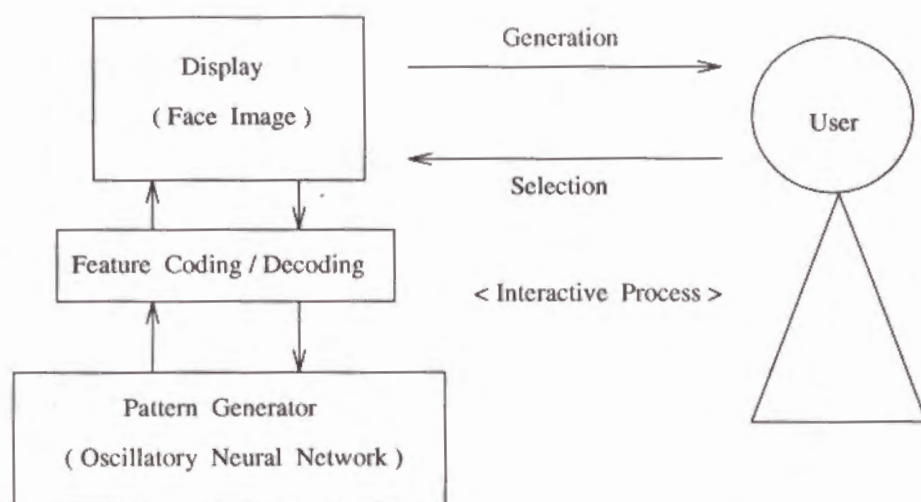 Display
( Face Image )
Generation
User
Selection
Feature Coding / Decoding
< Interactive Process >
Pattern Generator
( Oscillatory Neural Network )